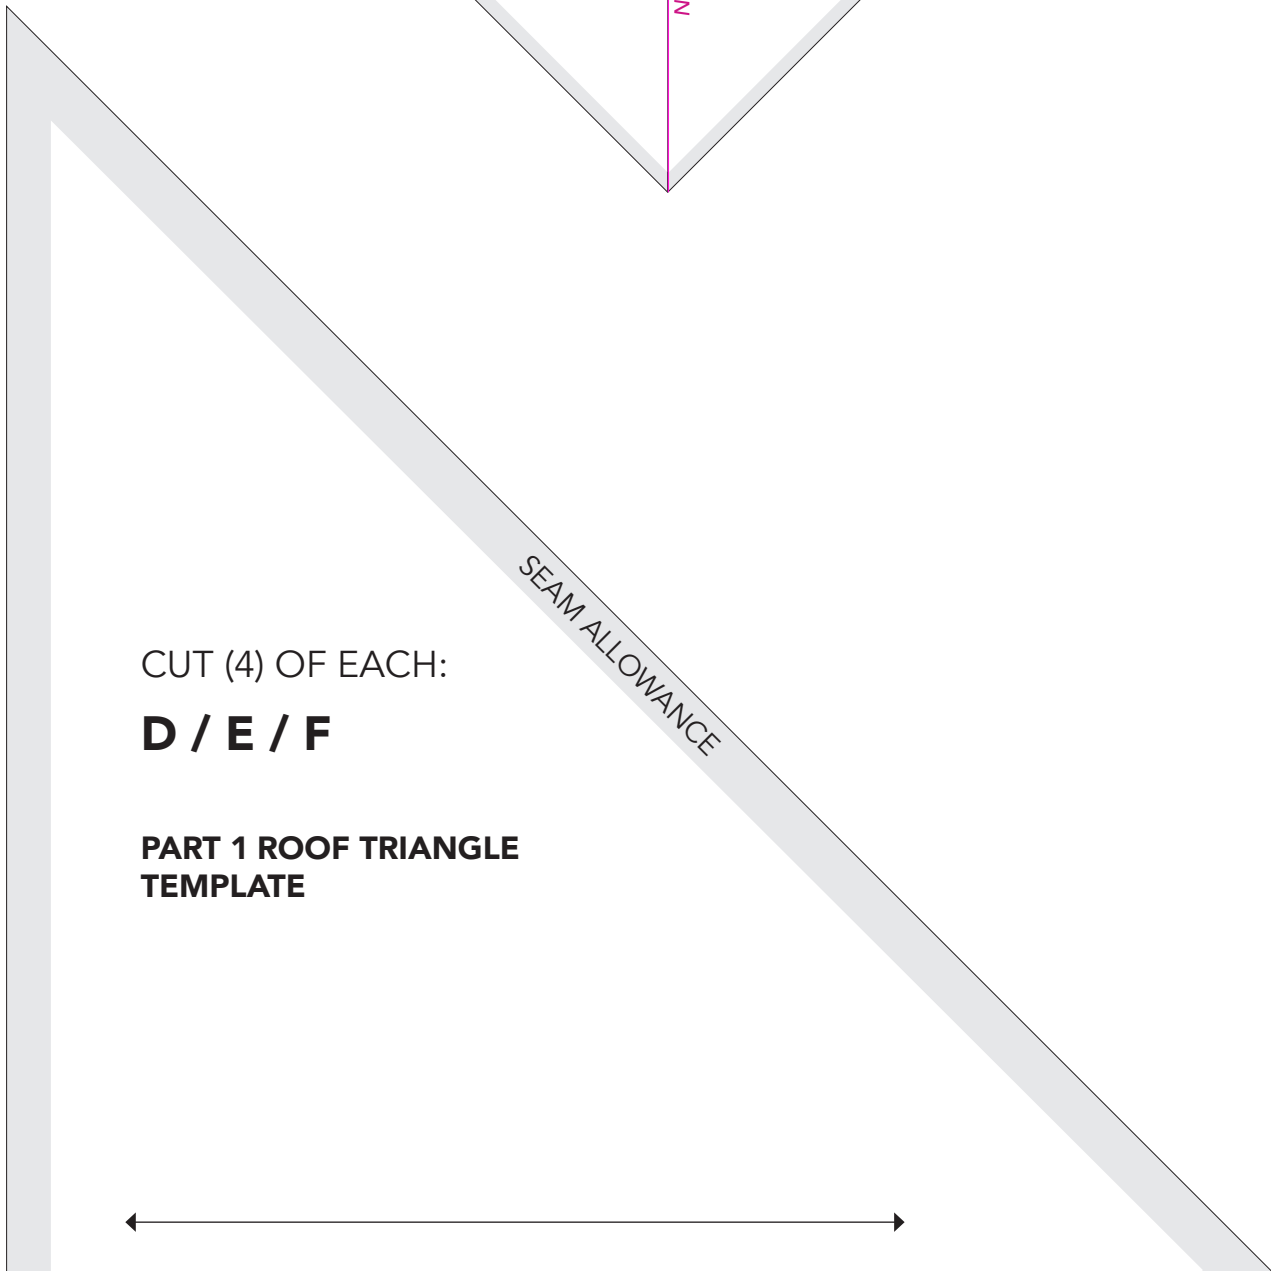 N
SEAM ALLOWANCE
CUT (4) OF EACH:
D / E / F
PART 1 ROOF TRIANGLE
TEMPLATE